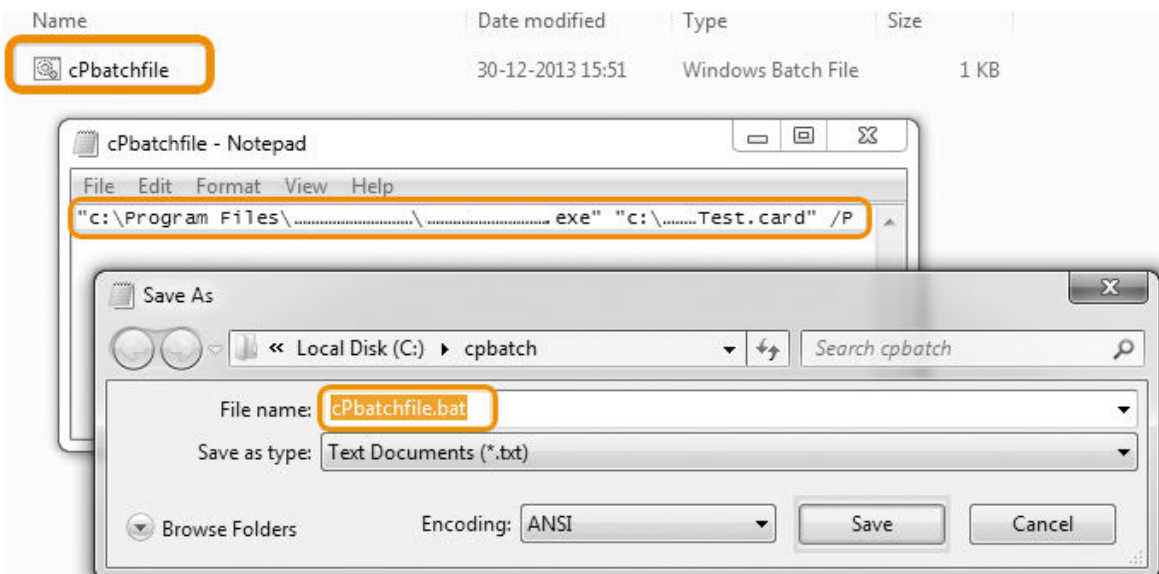 Name Date modified Type Size
cPbatchfile 30-12-2013 15:51 Windows Batch File 1 KB
cPbatchfile - Notepad
File Edit Format View Help
"c:\Program Files\............................\............................exe" "c:\........Test.card" /P
Save As
« Local Disk (C:) ▸ cpbatch Search cpbatch
File name: cPbatchfile.bat
Save as type: Text Documents (*.txt)
Browse Folders Encoding: ANSI Save Cancel